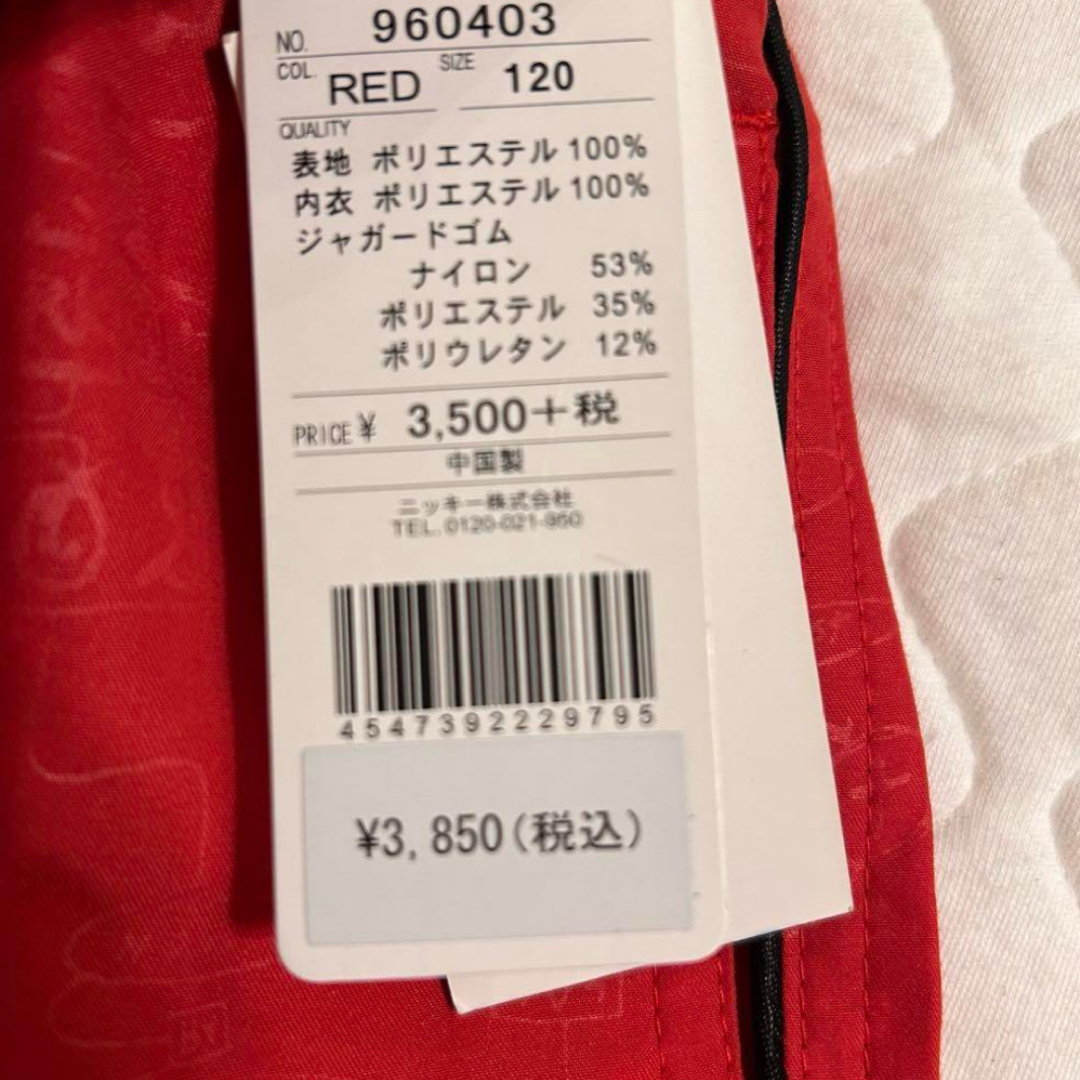 NO. 960403
COL. RED SIZE 120
QUALITY
表地 ポリエステル 100%
内衣 ポリエステル 100%
ジャガードゴム
ナイロン 53%
ポリエステル 35%
ポリウレタン 12%
PRICE ¥ 3,500+税
中国製
ニッキー株式会社
TEL.0120-021-950
4547392229795
¥3,850(税込)